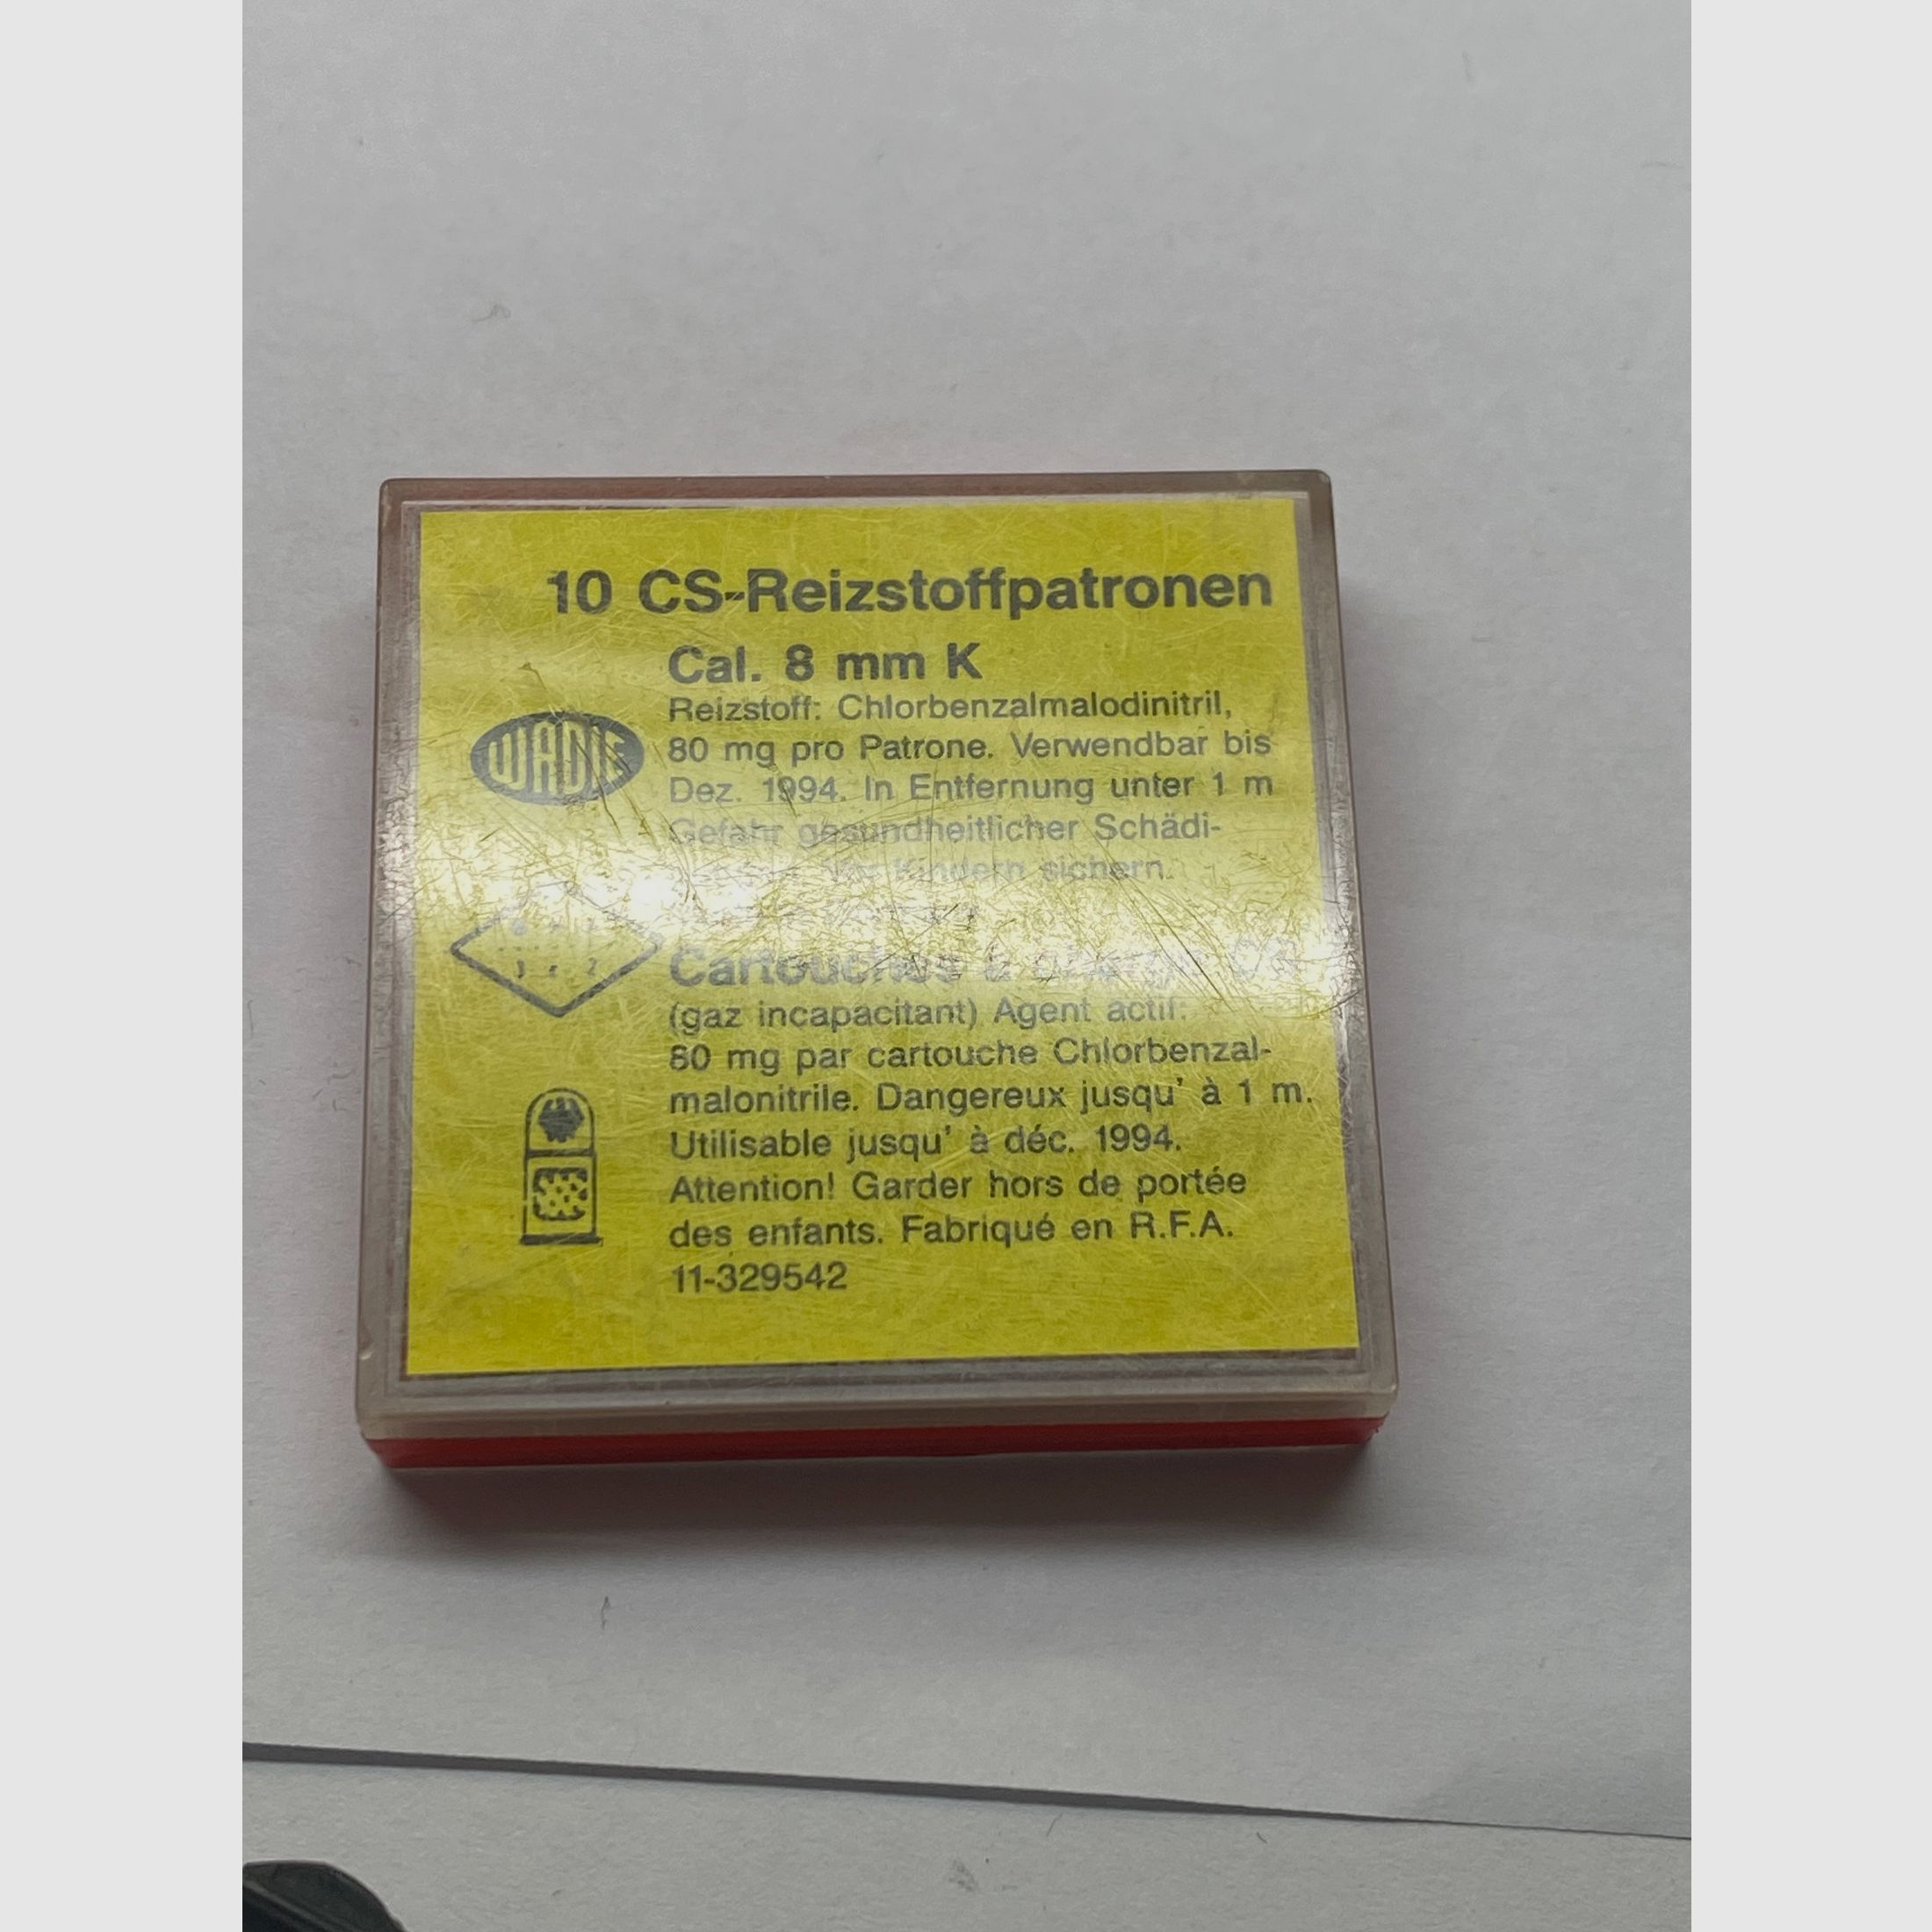 10 CS-Reizstoffpatronen
Cal. 8 mm K
Reizstoff: Chlorbenzalmalodinitril,
WADIE
80 mg pro Patrone. Verwendbar bis
Dez. 1994. In Entfernung unter 1 m
Gefahr gesundheitlicher Schädi-
Kindern sichern.
Cartouches à
(gaz incapacitant) Agent actif:
80 mg par cartouche Chlorbenzal-
malonitrile. Dangereux jusqu' à 1 m.
Utilisable jusqu' à déc. 1994.
Attention! Garder hors de portée
des enfants. Fabriqué en R.F.A.
11-329542